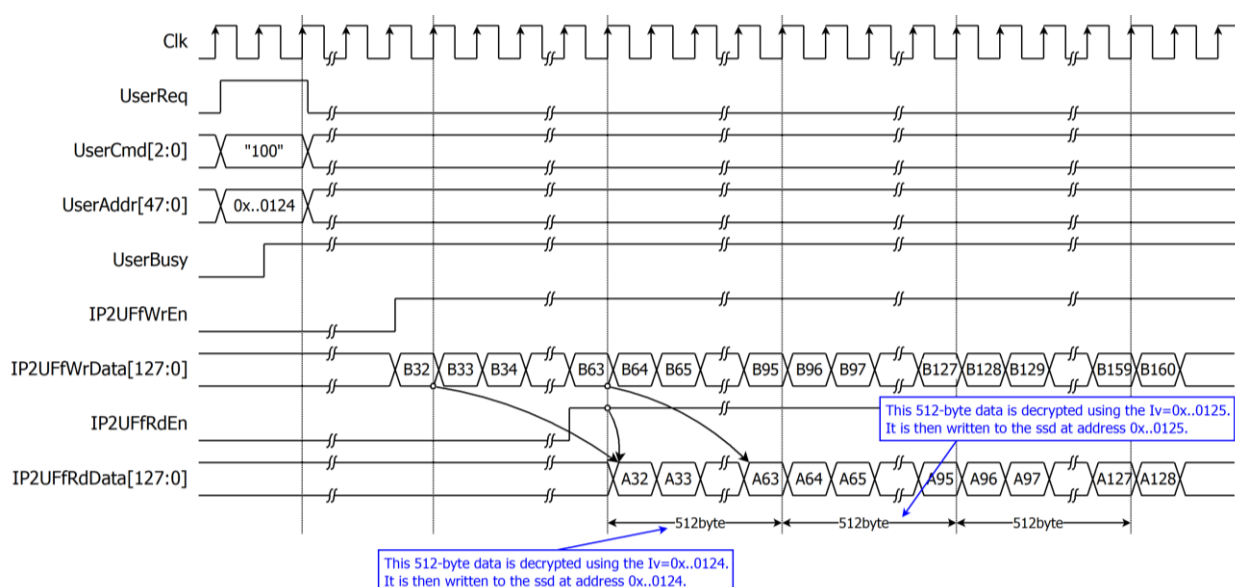 Clk
UserReq
UserCmd[2:0]
"100"
UserAddr[47:0]
0x..0124
UserBusy
IP2UFfWrEn
IP2UFfWrData[127:0]
B32 B33 B34 B63 B64 B65 B95 B96 B97 B127 B128 B129 B159 B160
This 512-byte data is decrypted using the Iv=0x..0125.
It is then written to the ssd at address 0x..0125.
IP2UFfRdEn
IP2UFfRdData[127:0]
A32 A33 A63 A64 A65 A95 A96 A97 A127 A128
512byte 512byte 512byte
This 512-byte data is decrypted using the Iv=0x..0124.
It is then written to the ssd at address 0x..0124.